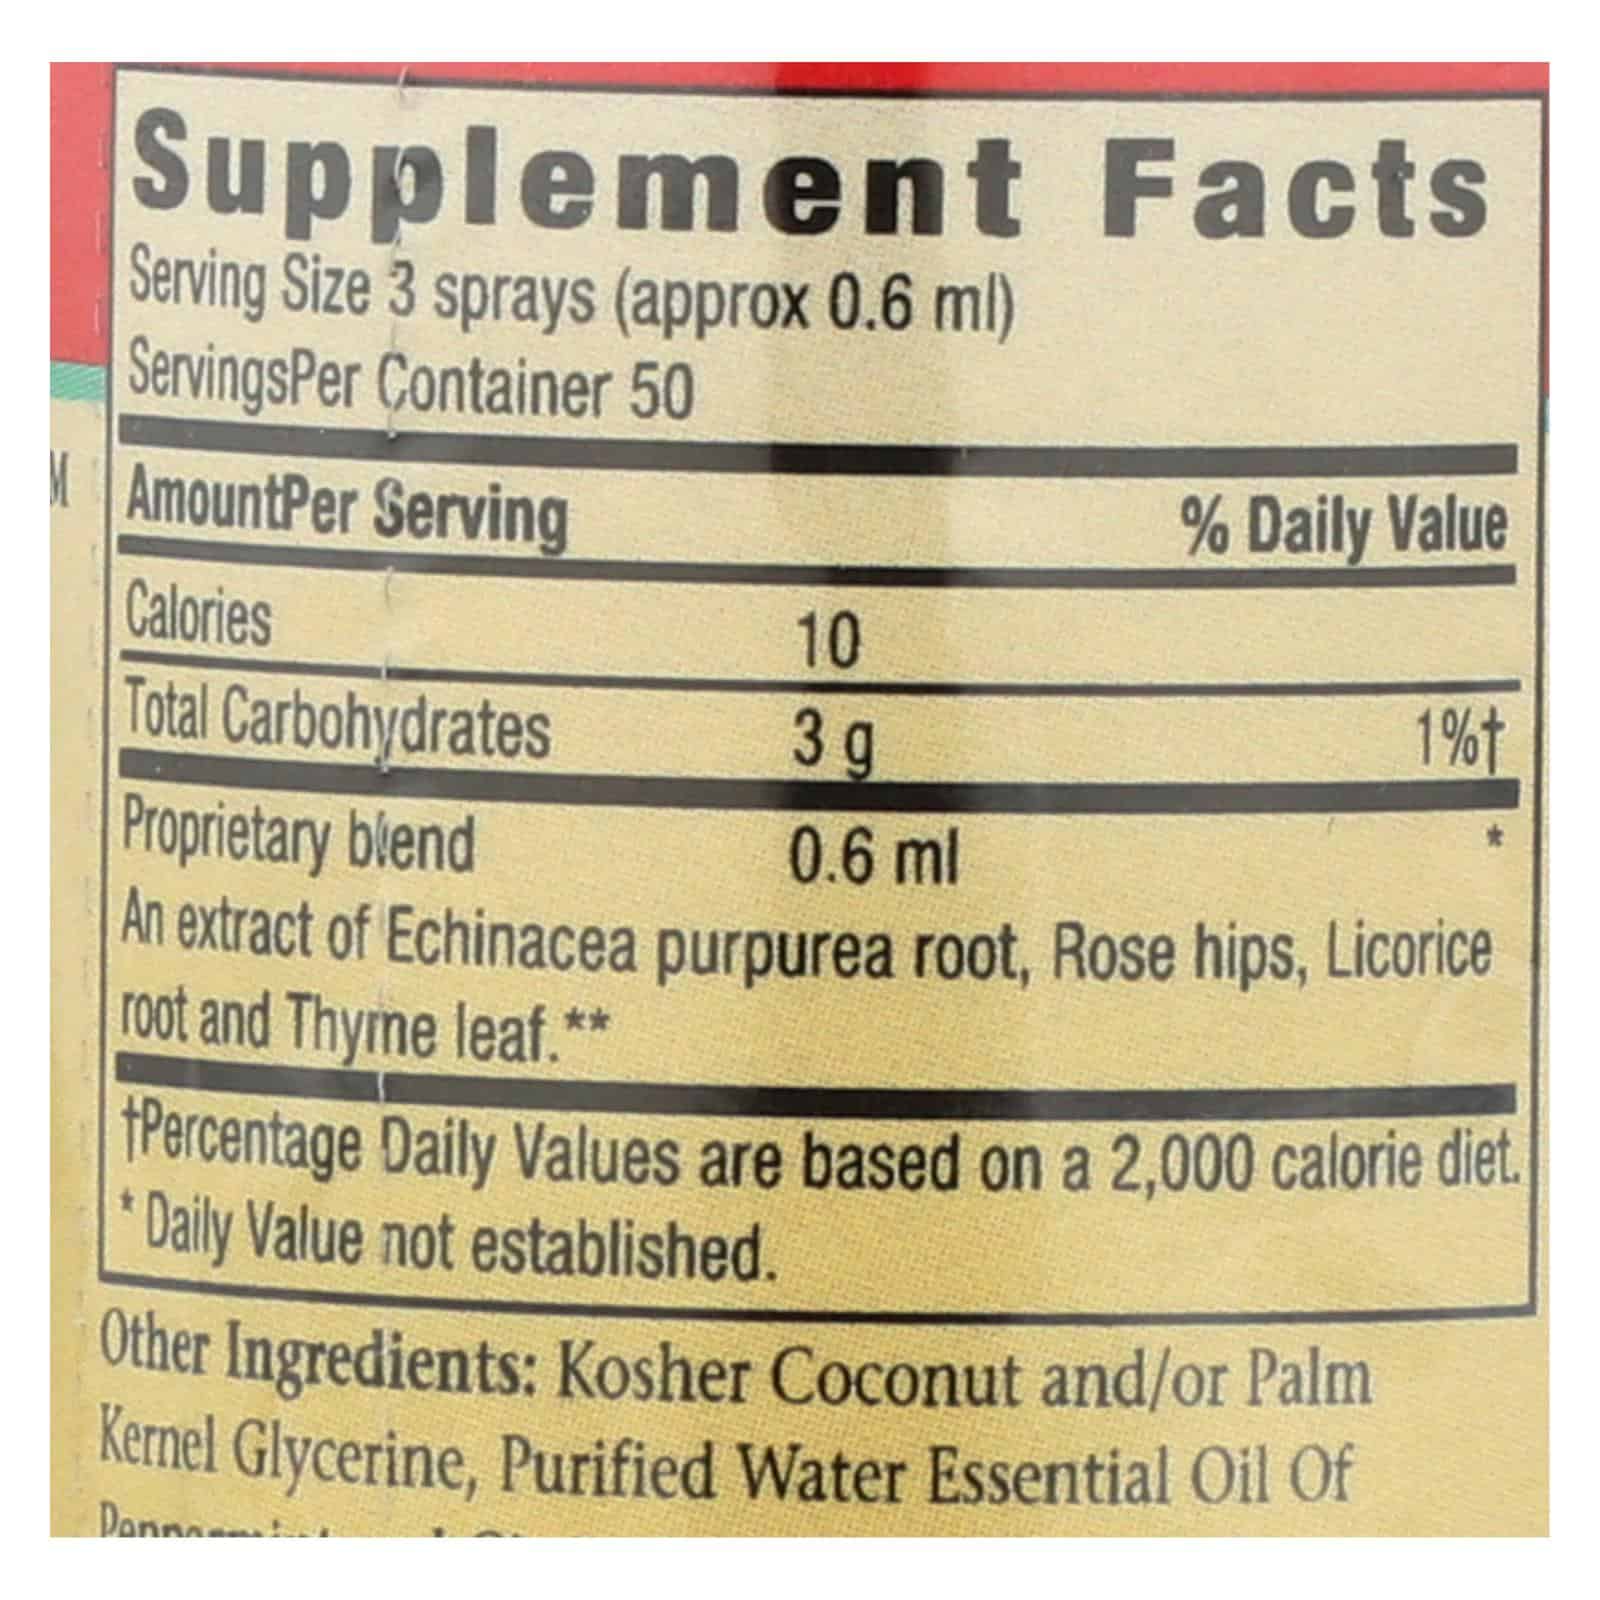 Supplement Facts
Serving Size 3 sprays (approx 0.6 ml)
ServingsPer Container 50
M
AmountPer Serving % Daily Value
Calories 10
Total Carbohydrates 3 g 1%†
Proprietary blend 0.6 ml *
An extract of Echinacea purpurea root, Rose hips, Licorice
root and Thyme leaf.**
†Percentage Daily Values are based on a 2,000 calorie diet.
* Daily Value not established.
Other Ingredients: Kosher Coconut and/or Palm
Kernel Glycerine, Purified Water Essential Oil Of